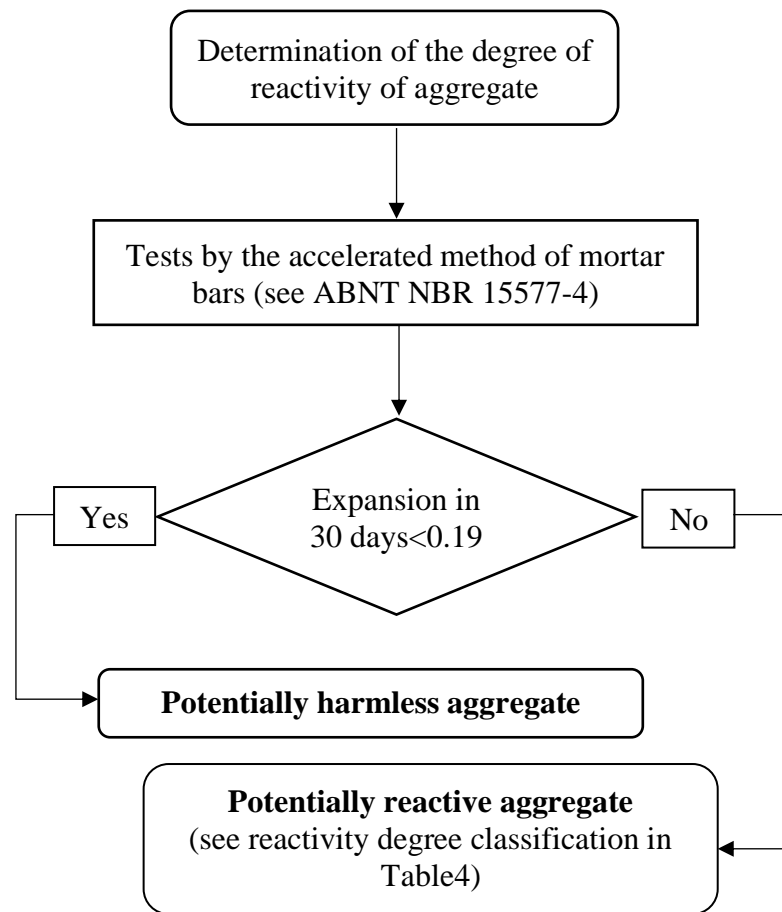 Determination of the degree of
reactivity of aggregate
Tests by the accelerated method of mortar
bars (see ABNT NBR 15577-4)
Expansion in
30 days<0.19
Yes
No
Potentially harmless aggregate
Potentially reactive aggregate
(see reactivity degree classification in
Table4)